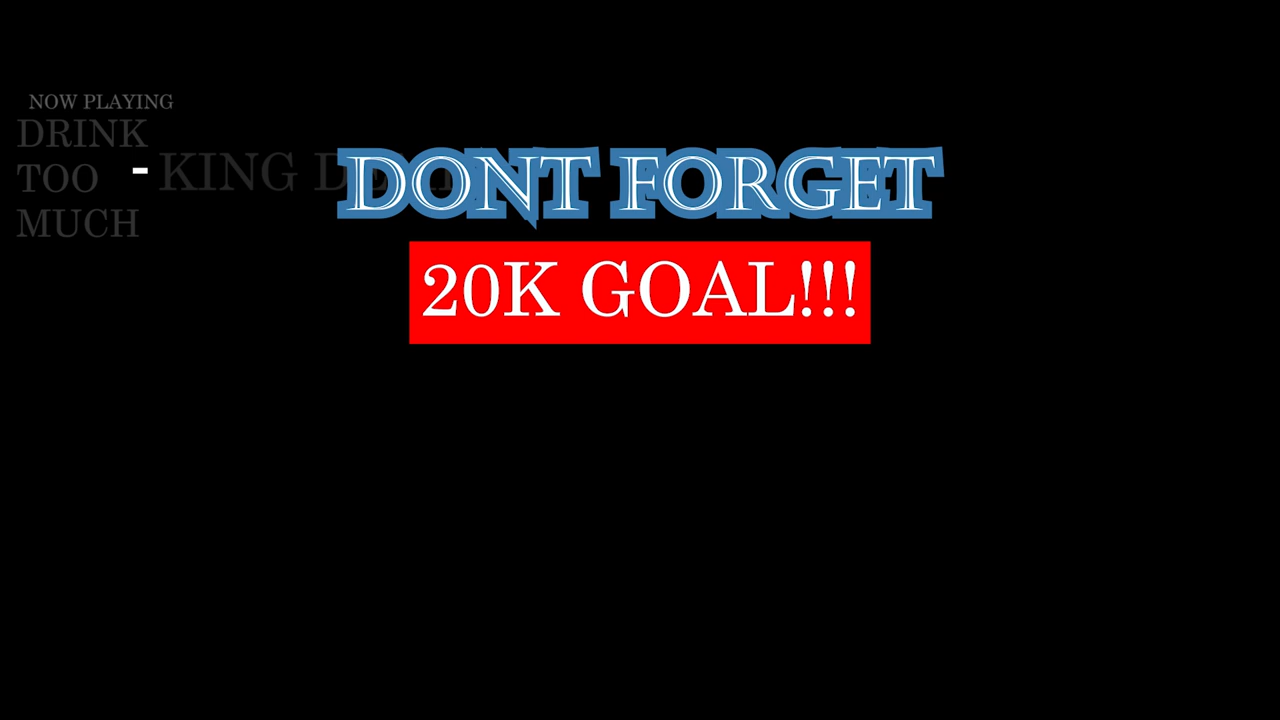 NOW PLAYING
DRINK
TOO
MUCH
- KING
DONT FORGET
20K GOAL!!!